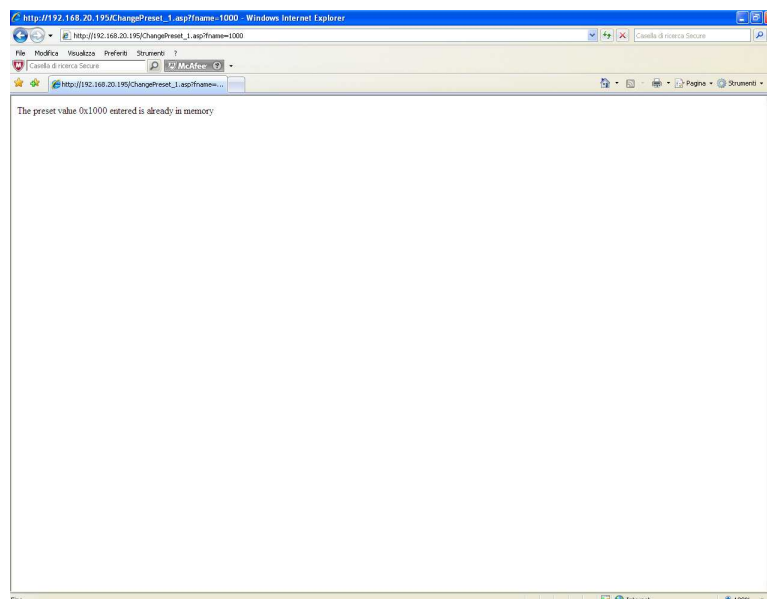 http://192.168.20.195/ChangePreset_1.asp?fname=1000 - Windows Internet Explorer
http://192.168.20.195/ChangePreset_1.asp?fname=1000
Casella di ricerca Secure
File Modifica Visualizza Preferiti Strumenti ?
Casella di ricerca Secure
McAfee
http://192.168.20.195/ChangePreset_1.asp?fname=...
Pagina
Strumenti
The preset value 0x1000 entered is already in memory